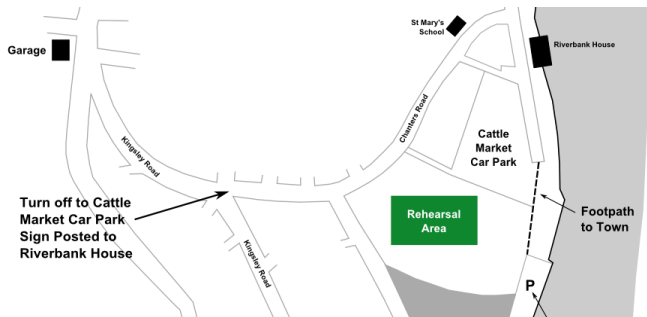 St Mary's
School
Riverbank House
Garage
Kingsley Road
Chanters Road
Cattle
Market
Car Park
Turn off to Cattle
Market Car Park
Sign Posted to
Riverbank House
Rehearsal
Area
Footpath
to Town
Kingsley Road
P